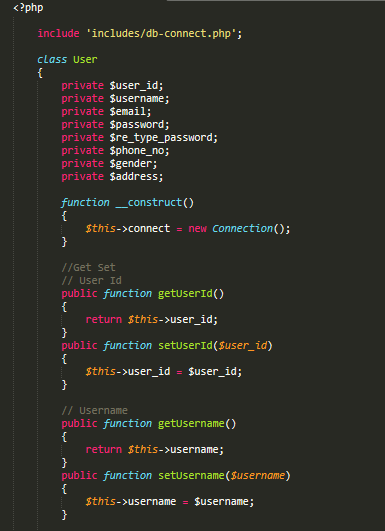 <?php
include 'includes/db-connect.php';
class User
{
private $user_id;
private $username;
private $email;
private $password;
private $re_type_password;
private $phone_no;
private $gender;
private $address;
function __construct()
{
$this->connect = new Connection();
}
//Get Set
// User Id
public function getUserId()
{
return $this->user_id;
}
public function setUserId($user_id)
{
$this->user_id = $user_id;
}
// Username
public function getUsername()
{
return $this->username;
}
public function setUsername($username)
{
$this->username = $username;
}